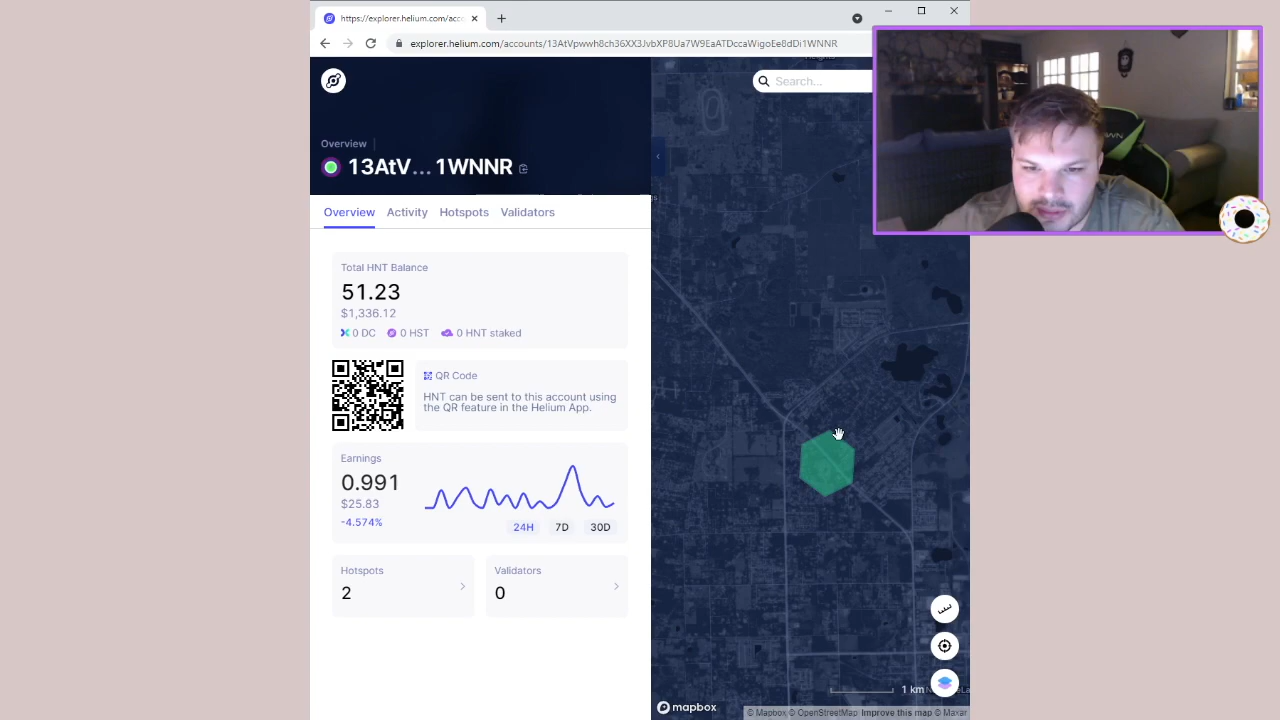 https://explorer.helium.com/acc
explorer.helium.com/accounts/13AtVpwwh8ch36XX3JvbXP8Ua7W9EaATDccaWigoEe8dDi1WNNR
Search...
Overview
13AtV... 1WNNR
Overview Activity Hotspots Validators
Total HNT Balance
51.23
$1,336.12
0 DC 0 HST 0 HNT staked
QR Code
HNT can be sent to this account using
the QR feature in the Helium App.
Earnings
0.991
$25.83
-4.574%
24H 7D 30D
Hotspots
2
Validators
0
1 km
mapbox
© Mapbox © OpenStreetMap Improve this map © Maxar